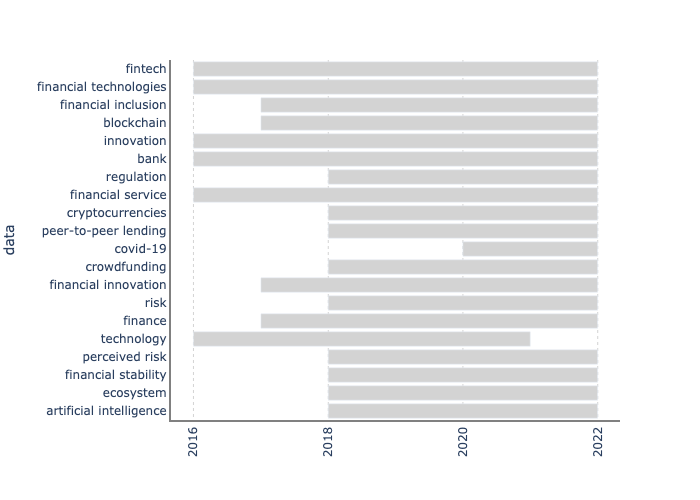 fintech
financial technologies
financial inclusion
blockchain
innovation
bank
regulation
financial service
cryptocurrencies
peer-to-peer lending
covid-19
crowdfunding
financial innovation
risk
finance
technology
perceived risk
financial stability
ecosystem
artificial intelligence
data
2016
2018
2020
2022